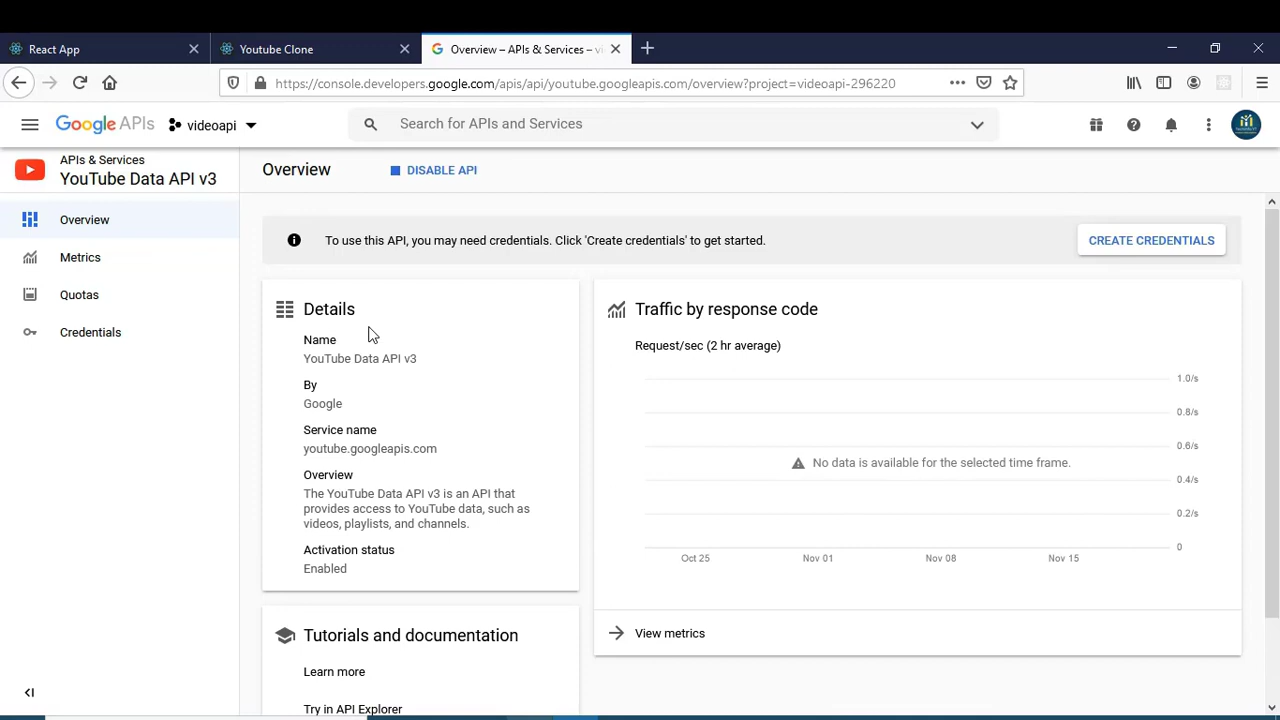 React App
Youtube Clone
Overview – APIs & Services – vi
https://console.developers.google.com/apis/api/youtube.googleapis.com/overview?project=videoapi-296220
Google APIs
videoapi
Search for APIs and Services
APIs & Services
YouTube Data API v3
Overview
DISABLE API
Overview
Metrics
Quotas
Credentials
To use this API, you may need credentials. Click 'Create credentials' to get started.
CREATE CREDENTIALS
Details
Name
YouTube Data API v3
By
Google
Service name
youtube.googleapis.com
Overview
The YouTube Data API v3 is an API that
provides access to YouTube data, such as
videos, playlists, and channels.
Activation status
Enabled
Traffic by response code
Request/sec (2 hr average)
1.0/s
0.8/s
0.6/s
No data is available for the selected time frame.
0.4/s
0.2/s
0
Oct 25
Nov 01
Nov 08
Nov 15
View metrics
Tutorials and documentation
Learn more
Try in API Explorer